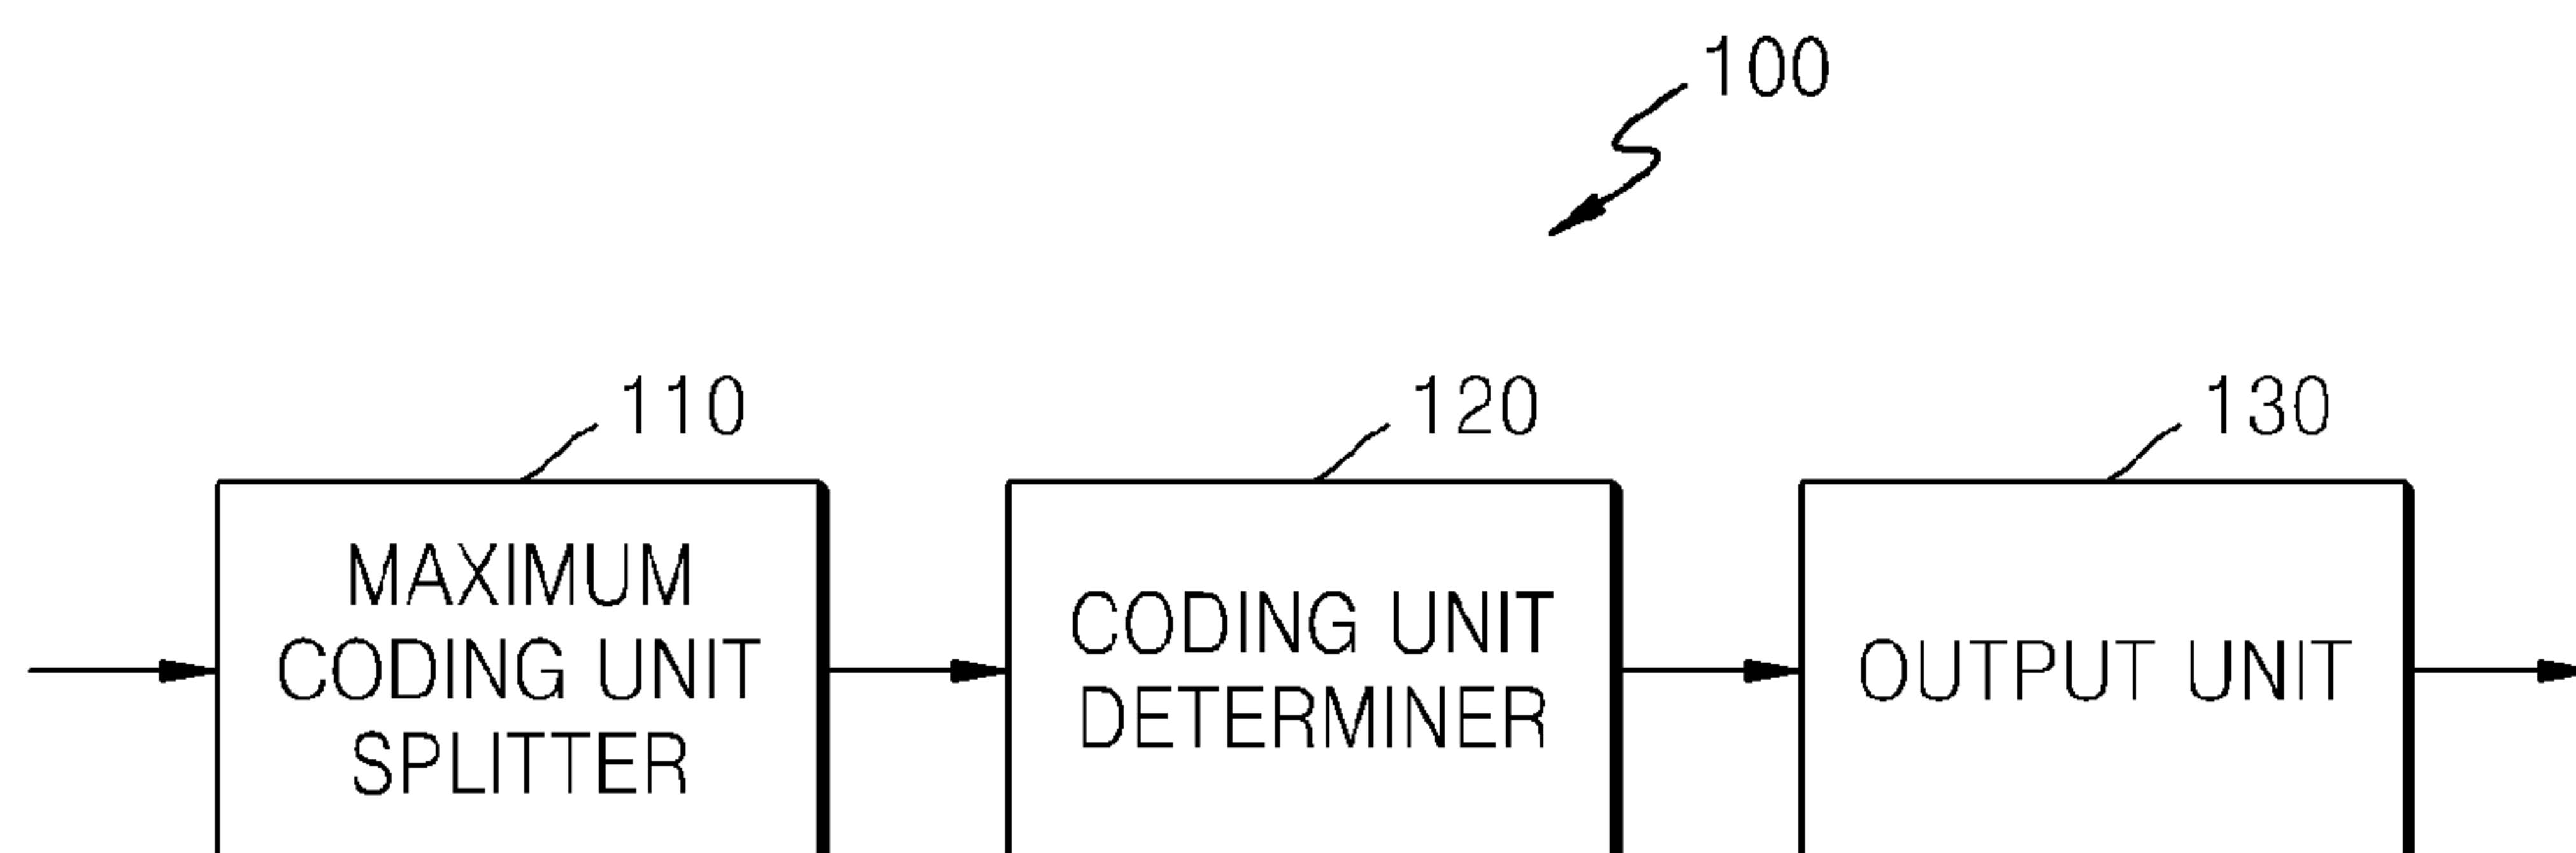 100
110
120
130
MAXIMUM
CODING UNIT
SPLITTER
CODING UNIT
DETERMINER
OUTPUT UNIT